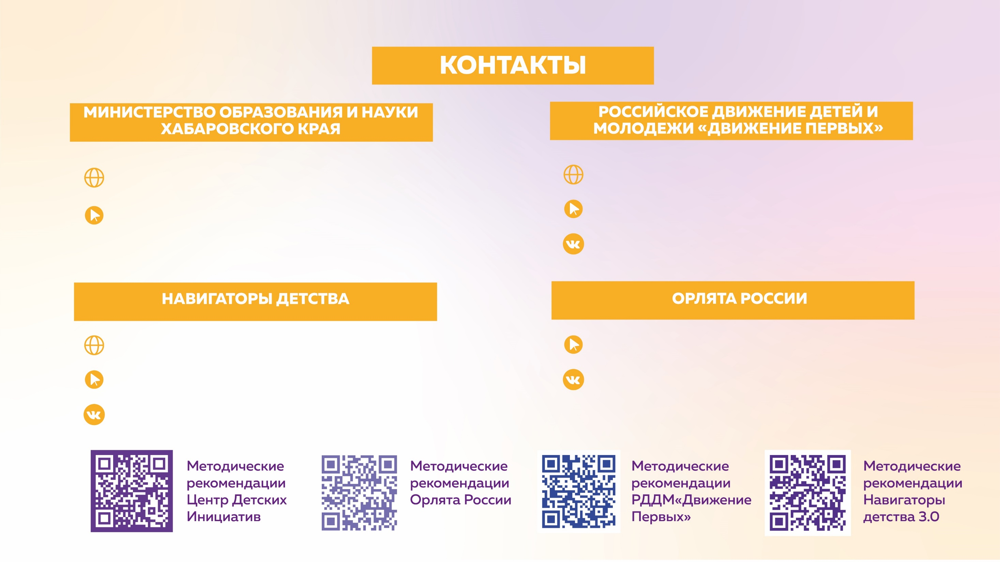 КОНТАКТЫ
МИНИСТЕРСТВО ОБРАЗОВАНИЯ И НАУКИ
ХАБАРОВСКОГО КРАЯ
РОССИЙСКОЕ ДВИЖЕНИЕ ДЕТЕЙ И
МОЛОДЕЖИ «ДВИЖЕНИЕ ПЕРВЫХ»
НАВИГАТОРЫ ДЕТСТВА
ОРЛЯТА РОССИИ
Методические
рекомендации
Центр Детских
Инициатив
Методические
рекомендации
Орлята России
Методические
рекомендации
РДДМ«Движение
Первых»
Методические
рекомендации
Навигаторы
детства 3.0